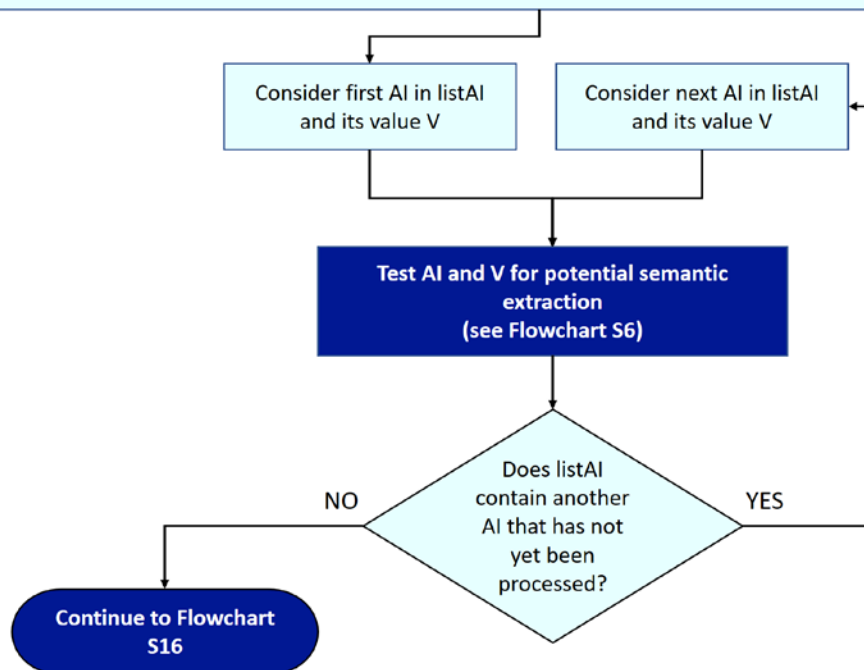 Consider first AI in listAI
and its value V
Consider next AI in listAI
and its value V
Test AI and V for potential semantic
extraction
(see Flowchart S6)
Does listAI
contain another
AI that has not
yet been
processed?
NO
YES
Continue to Flowchart
S16